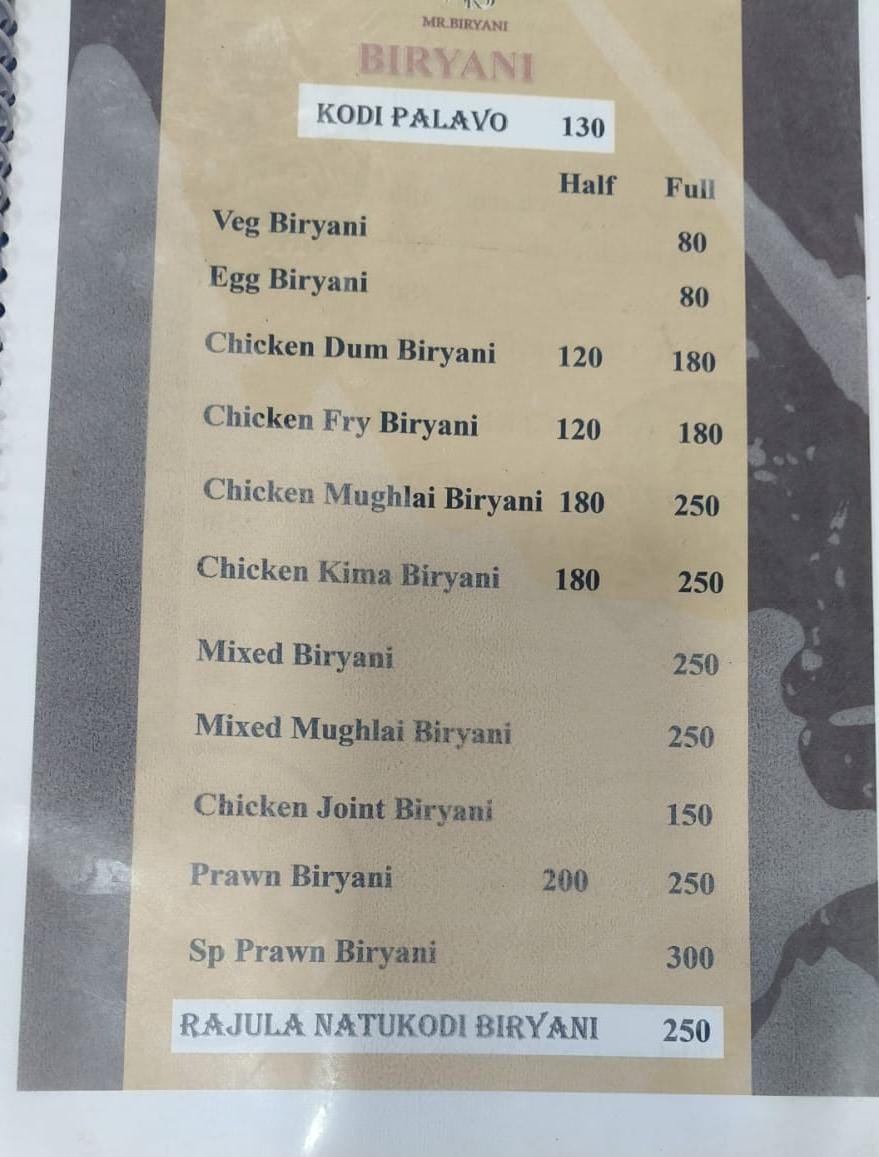 MR.BIRYANI
BIRYANI
KODI PALAVO 130
Half Full
Veg Biryani 80
Egg Biryani 80
Chicken Dum Biryani 120 180
Chicken Fry Biryani 120 180
Chicken Mughlai Biryani 180 250
Chicken Kima Biryani 180 250
Mixed Biryani 250
Mixed Mughlai Biryani 250
Chicken Joint Biryani 150
Prawn Biryani 200 250
Sp Prawn Biryani 300
RAJULA NATUKODI BIRYANI 250